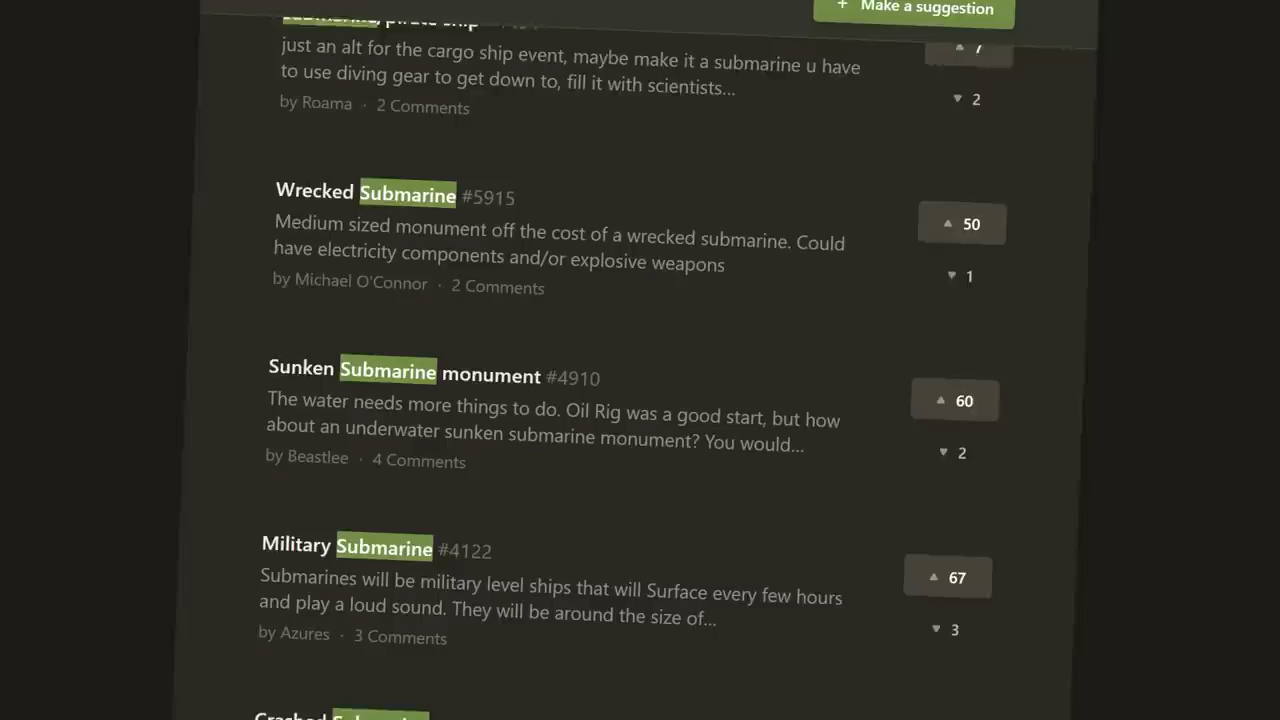 + Make a suggestion
Submarine, pirate ship
7
just an alt for the cargo ship event, maybe make it a submarine u have
to use diving gear to get down to, fill it with scientists...
2
by Roama · 2 Comments
Wrecked Submarine #5915
50
Medium sized monument off the cost of a wrecked submarine. Could
have electricity components and/or explosive weapons
1
by Michael O'Connor · 2 Comments
Sunken Submarine monument #4910
60
The water needs more things to do. Oil Rig was a good start, but how
about an underwater sunken submarine monument? You would...
2
by Beastlee · 4 Comments
Military Submarine #4122
67
Submarines will be military level ships that will Surface every few hours
and play a loud sound. They will be around the size of...
3
by Azures · 3 Comments
Crashed Submarine